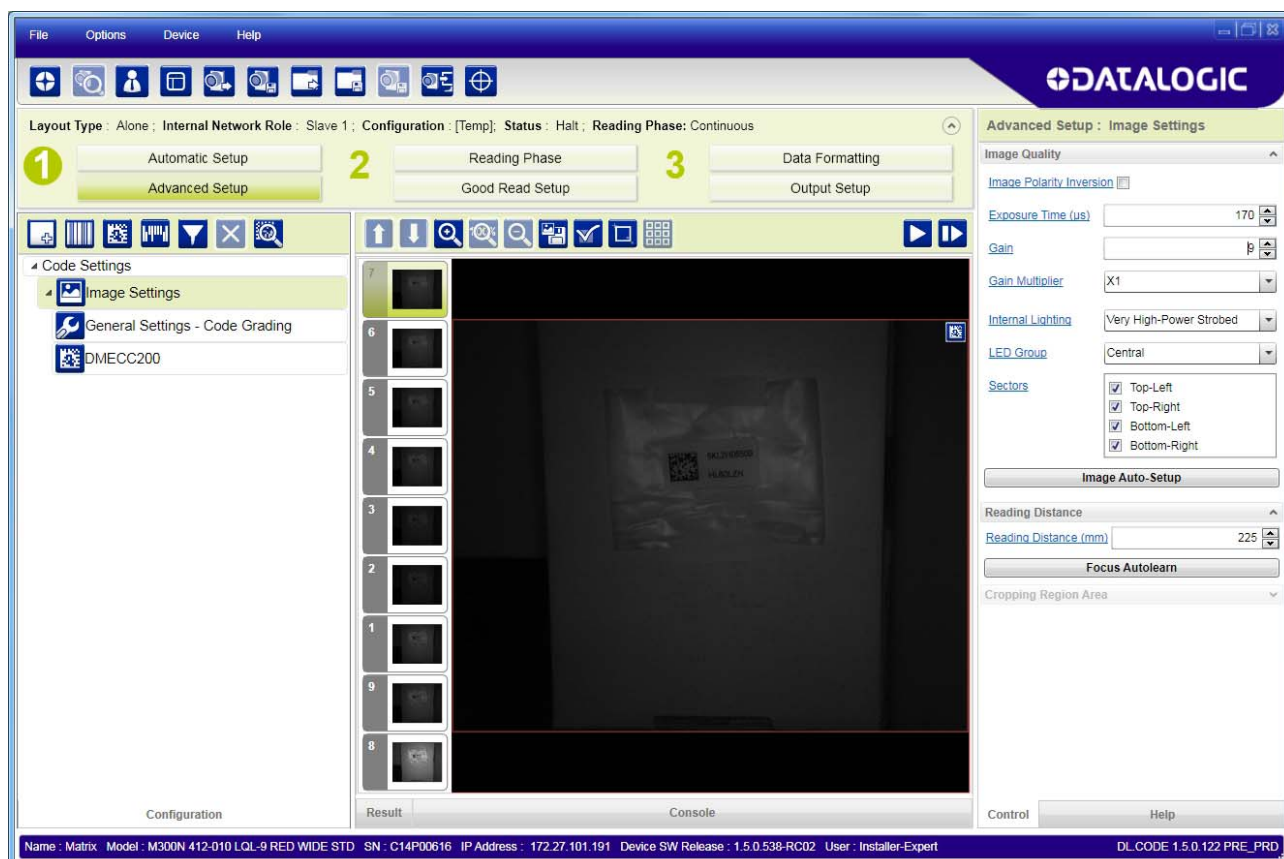 File Options Device Help
DATALOGIC
Layout Type : Alone ; Internal Network Role : Slave 1 ; Configuration : [Temp]; Status : Halt ; Reading Phase: Continuous
1 Automatic Setup 2 Reading Phase 3 Data Formatting
Advanced Setup Good Read Setup Output Setup
Code Settings
Image Settings
General Settings - Code Grading
DMECC200
Configuration
7
6
5
4
3
2
1
9
8
Result Console
Advanced Setup : Image Settings
Image Quality
Image Polarity Inversion
Exposure Time (µs) 170
Gain 9
Gain Multiplier X1
Internal Lighting Very High-Power Strobed
LED Group Central
Sectors Top-Left
Top-Right
Bottom-Left
Bottom-Right
Image Auto-Setup
Reading Distance
Reading Distance (mm) 225
Focus Autolearn
Cropping Region Area
Control Help
Name : Matrix Model : M300N 412-010 LQL-9 RED WIDE STD SN : C14P00616 IP Address : 172.27.101.191 Device SW Release : 1.5.0.538-RC02 User : Installer-Expert DL.CODE 1.5.0.122 PRE_PRD